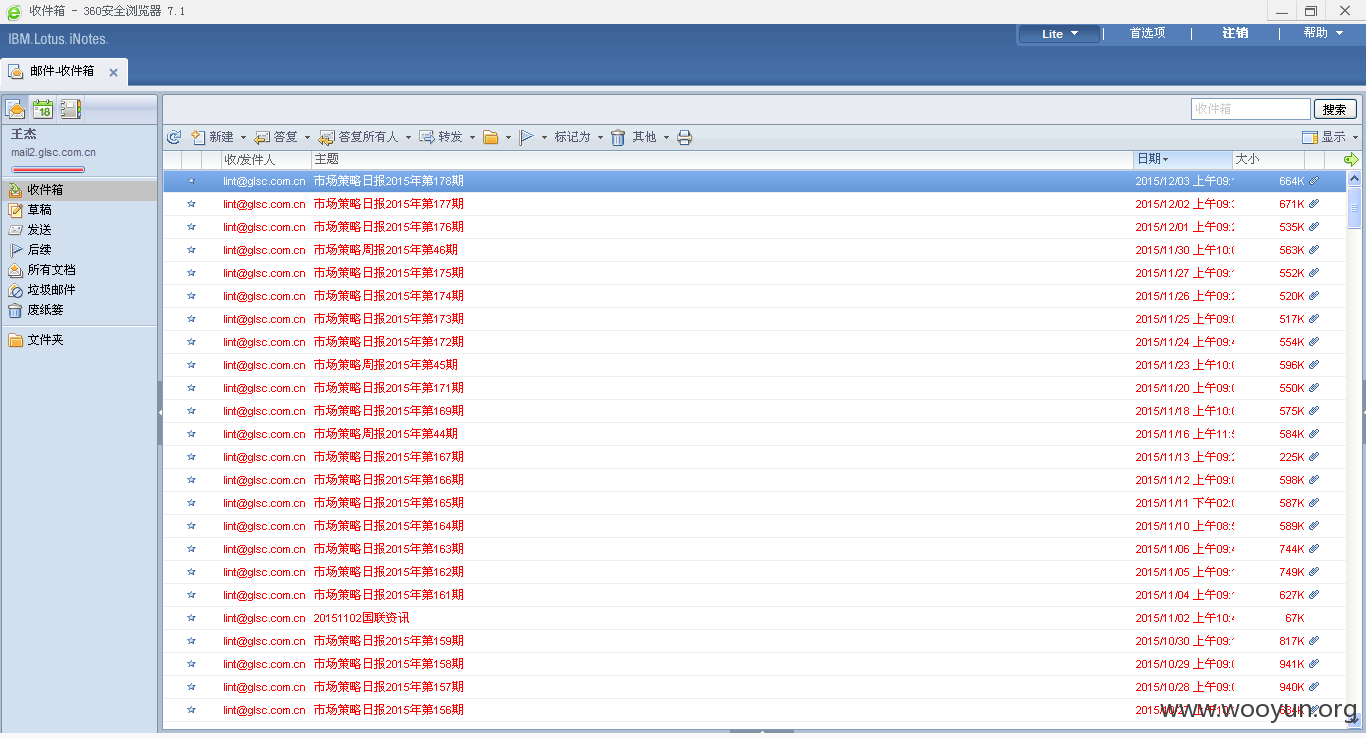 收件箱 - 360安全浏览器 7.1
IBM.Lotus.iNotes.
Lite 首选项 注销 帮助
邮件-收件箱
18
王杰
mail2.glsc.com.cn
收件箱
草稿
发送
后续
所有文档
垃圾邮件
废纸篓
文件夹
收件箱 搜索
新建 答复 答复所有人 转发 标记为 其他 显示
收/发件人 主题 日期 大小
lint@glsc.com.cn 市场策略日报2015年第178期 2015/12/03 上午09: 664K
lint@glsc.com.cn 市场策略日报2015年第177期 2015/12/02 上午09: 671K
lint@glsc.com.cn 市场策略日报2015年第176期 2015/12/01 上午09: 535K
lint@glsc.com.cn 市场策略周报2015年第46期 2015/11/30 上午10: 563K
lint@glsc.com.cn 市场策略日报2015年第175期 2015/11/27 上午09: 552K
lint@glsc.com.cn 市场策略日报2015年第174期 2015/11/26 上午09: 520K
lint@glsc.com.cn 市场策略日报2015年第173期 2015/11/25 上午09: 517K
lint@glsc.com.cn 市场策略日报2015年第172期 2015/11/24 上午09: 554K
lint@glsc.com.cn 市场策略周报2015年第45期 2015/11/23 上午10: 596K
lint@glsc.com.cn 市场策略日报2015年第171期 2015/11/20 上午09: 550K
lint@glsc.com.cn 市场策略日报2015年第169期 2015/11/18 上午10: 575K
lint@glsc.com.cn 市场策略周报2015年第44期 2015/11/16 上午11: 584K
lint@glsc.com.cn 市场策略日报2015年第167期 2015/11/13 上午09: 225K
lint@glsc.com.cn 市场策略日报2015年第166期 2015/11/12 上午09: 598K
lint@glsc.com.cn 市场策略日报2015年第165期 2015/11/11 下午02: 587K
lint@glsc.com.cn 市场策略日报2015年第164期 2015/11/10 上午08: 589K
lint@glsc.com.cn 市场策略日报2015年第163期 2015/11/06 上午09: 744K
lint@glsc.com.cn 市场策略日报2015年第162期 2015/11/05 上午09: 749K
lint@glsc.com.cn 市场策略日报2015年第161期 2015/11/04 上午09: 627K
lint@glsc.com.cn 20151102国联资讯 2015/11/02 上午10: 67K
lint@glsc.com.cn 市场策略日报2015年第159期 2015/10/30 上午09: 817K
lint@glsc.com.cn 市场策略日报2015年第158期 2015/10/29 上午09: 941K
lint@glsc.com.cn 市场策略日报2015年第157期 2015/10/28 上午09: 940K
lint@glsc.com.cn 市场策略日报2015年第156期
www.wooyun.org